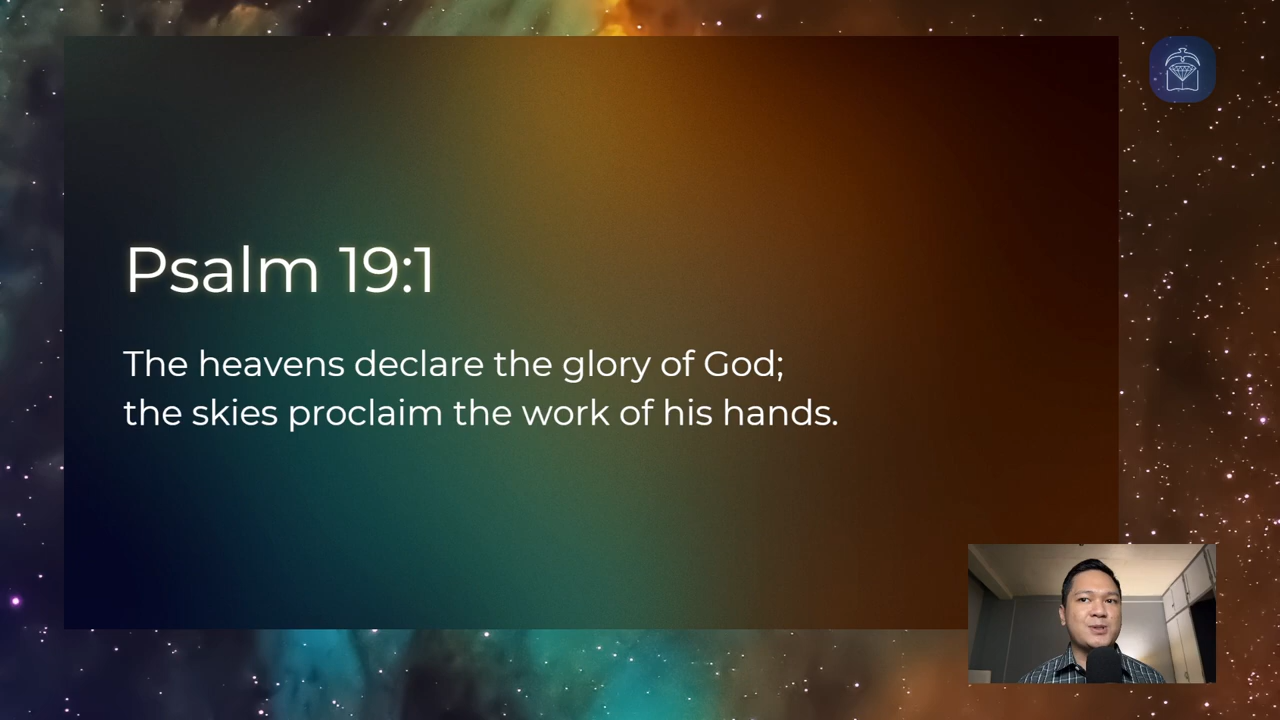 Psalm 19:1
The heavens declare the glory of God;
the skies proclaim the work of his hands.